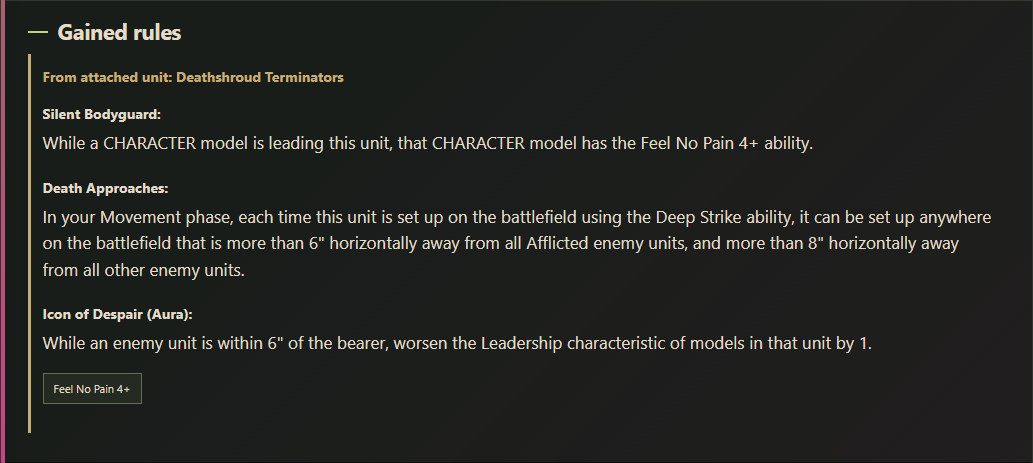 Gained rules
From attached unit: Deathshroud Terminators
Silent Bodyguard:
While a CHARACTER model is leading this unit, that CHARACTER model has the Feel No Pain 4+ ability.
Death Approaches:
In your Movement phase, each time this unit is set up on the battlefield using the Deep Strike ability, it can be set up anywhere
on the battlefield that is more than 6" horizontally away from all Afflicted enemy units, and more than 8" horizontally away
from all other enemy units.
Icon of Despair (Aura):
While an enemy unit is within 6" of the bearer, worsen the Leadership characteristic of models in that unit by 1.
Feel No Pain 4+